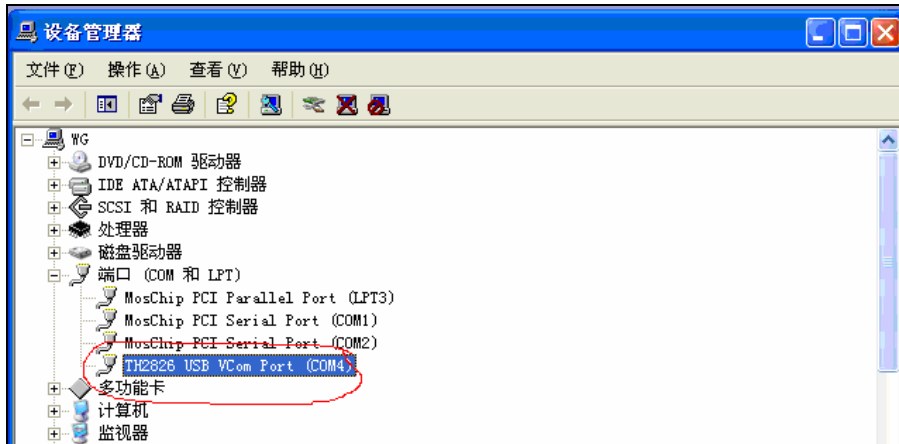 设备管理器
文件(F) 操作(A) 查看(V) 帮助(H)
WG
DVD/CD-ROM 驱动器
IDE ATA/ATAPI 控制器
SCSI 和 RAID 控制器
处理器
磁盘驱动器
端口 (COM 和 LPT)
MosChip PCI Parallel Port (LPT3)
MosChip PCI Serial Port (COM1)
MosChip PCI Serial Port (COM2)
TH2826 USB VCom Port (COM4)
多功能卡
计算机
监视器